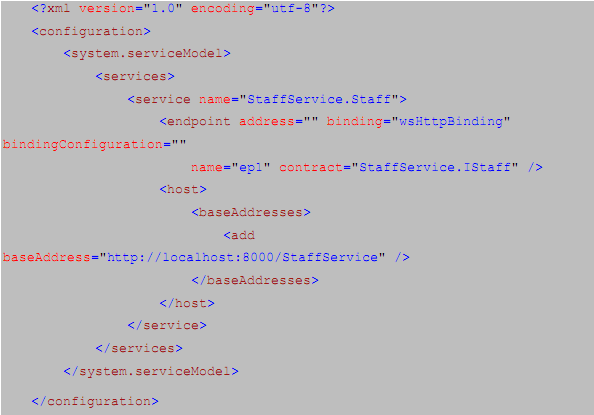 <?xml version="1.0" encoding="utf-8"?>
<configuration>
<system.serviceModel>
<services>
<service name="StaffService.Staff">
<endpoint address="" binding="wsHttpBinding"
bindingConfiguration=""
name="ep1" contract="StaffService.IStaff" />
<host>
<baseAddresses>
<add
baseAddress="http://localhost:8000/StaffService" />
</baseAddresses>
</host>
</service>
</services>
</system.serviceModel>
</configuration>